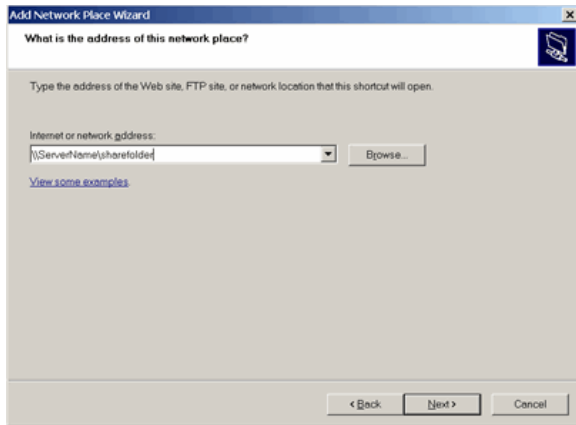 Add Network Place Wizard
What is the address of this network place?
Type the address of the Web site, FTP site, or network location that this shortcut will open.
Internet or network address:
\\ServerName\sharefolder
Browse...
View some examples.
< Back
Next >
Cancel